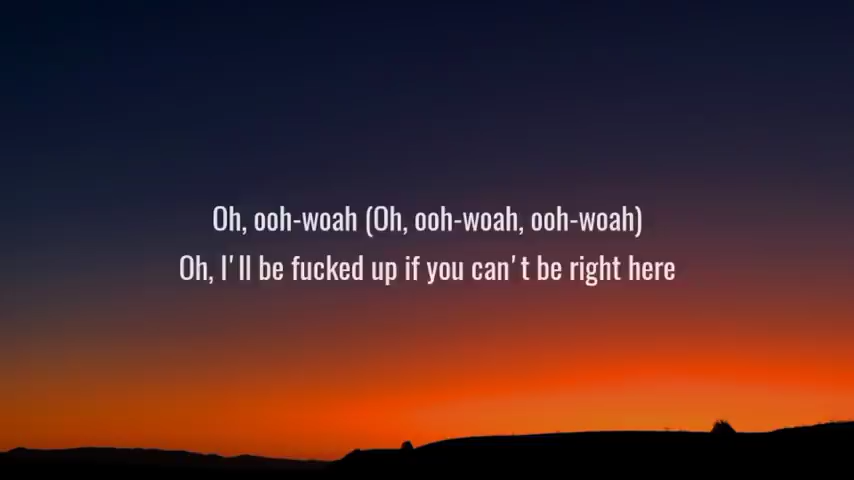 Oh, ooh-woah (Oh, ooh-woah, ooh-woah)
Oh, I'll be fucked up if you can't be right here